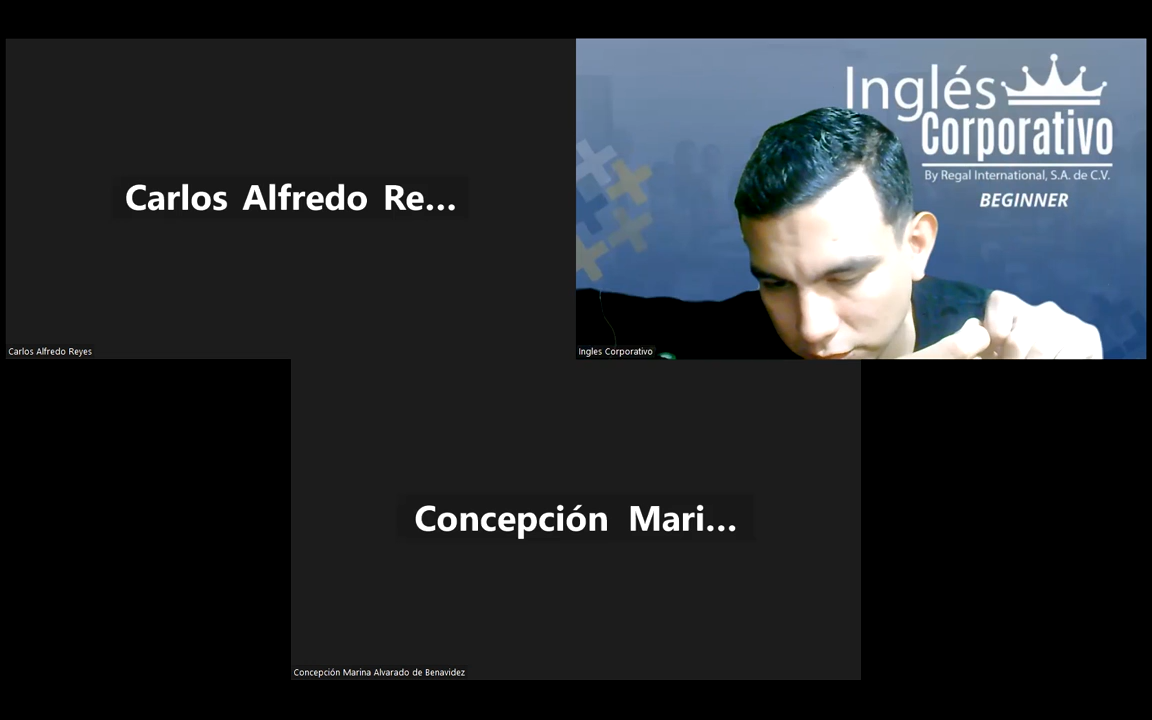 Carlos Alfredo Re...
Carlos Alfredo Reyes
Inglés
Corporativo
By Regal International, S.A. de C.V.
BEGINNER
Ingles Corporativo
Concepción Mari...
Concepción Marina Alvarado de Benavidez